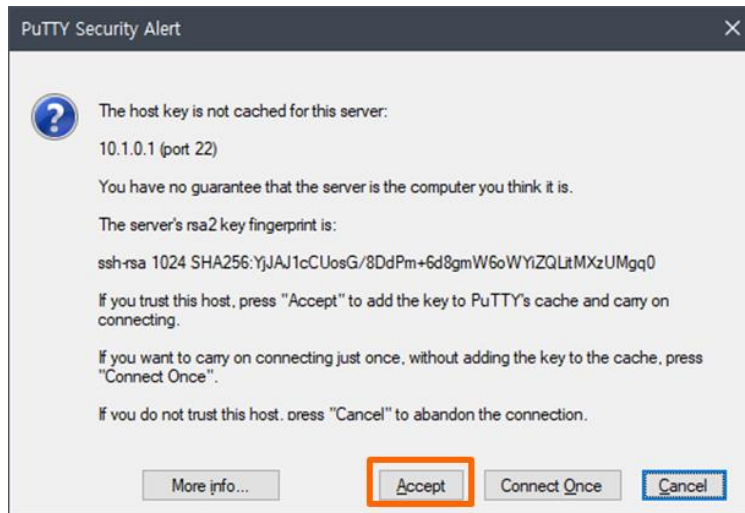 PuTTY Security Alert
The host key is not cached for this server:
10.1.0.1 (port 22)
You have no guarantee that the server is the computer you think it is.
The server's rsa2 key fingerprint is:
ssh-rsa 1024 SHA256:YjJAJ1cCUosG/8DdPm+6d8gmW6oWYiZQLitMXzUMgq0
If you trust this host, press "Accept" to add the key to PuTTY's cache and carry on
connecting.
If you want to carry on connecting just once, without adding the key to the cache, press
"Connect Once".
If you do not trust this host, press "Cancel" to abandon the connection.
More info... Accept Connect Once Cancel